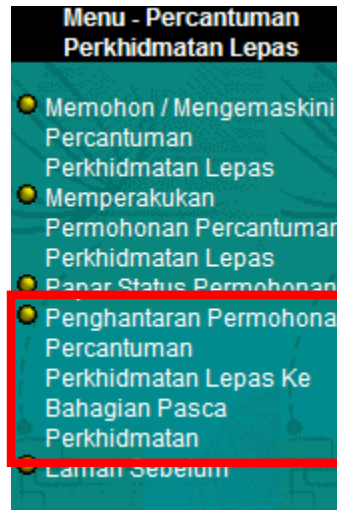 Menu - Percantuman
Perkhidmatan Lepas
Memohon / Mengemaskini
Percantuman
Perkhidmatan Lepas
Memperakukan
Permohonan Percantuman
Perkhidmatan Lepas
Papar Status Permohonan
Penghantaran Permohona
Percantuman
Perkhidmatan Lepas Ke
Bahagian Pasca
Perkhidmatan
Laman Sebelum